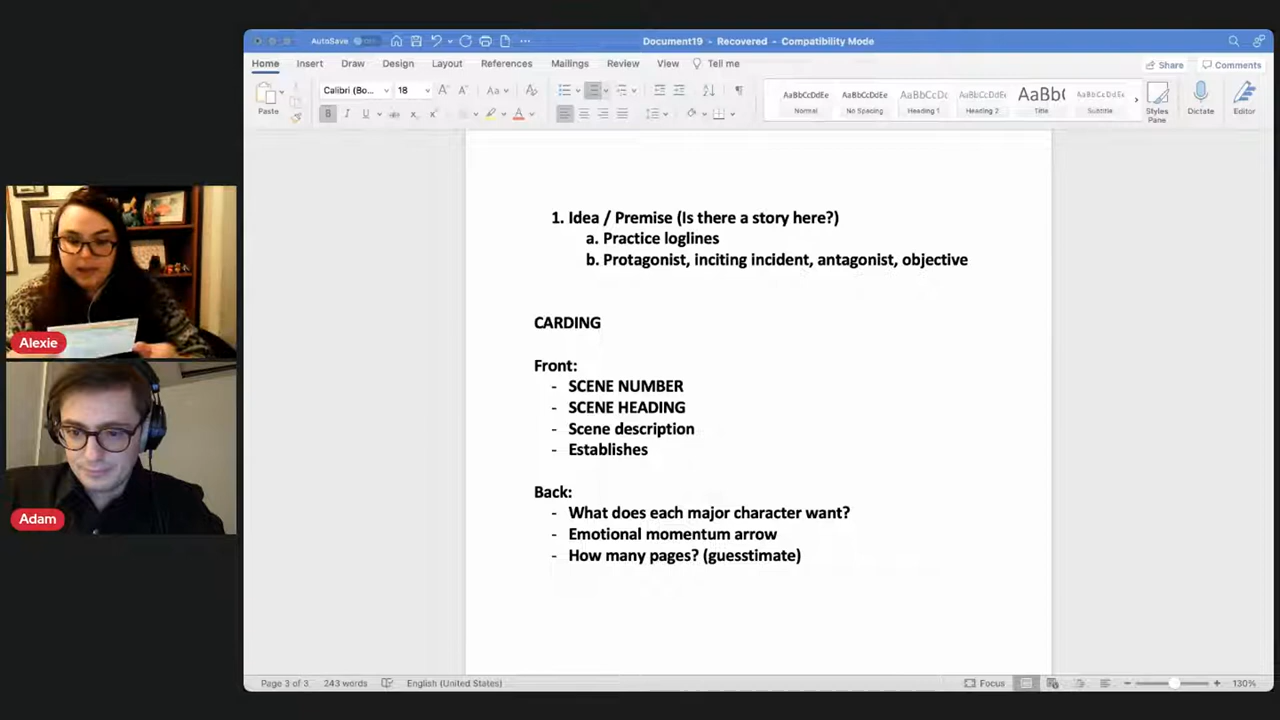 AutoSave
Document19 - Recovered - Compatibility Mode
Home Insert Draw Design Layout References Mailings Review View Tell me
Share Comments
Paste
Calibri (Bo... 18
AaBbCcDdEe AaBbCcDdEe AaBbCcDc AaBbCcDdEe AaBb( AaBbCcDdEe
Normal No Spacing Heading 1 Heading 2 Title Subtitle
Styles Pane
Dictate
Editor
1. Idea / Premise (Is there a story here?)
a. Practice loglines
b. Protagonist, inciting incident, antagonist, objective
CARDING
Front:
- SCENE NUMBER
- SCENE HEADING
- Scene description
- Establishes
Back:
- What does each major character want?
- Emotional momentum arrow
- How many pages? (guesstimate)
Alexie
Adam
Page 3 of 3 243 words English (United States) Focus 130%